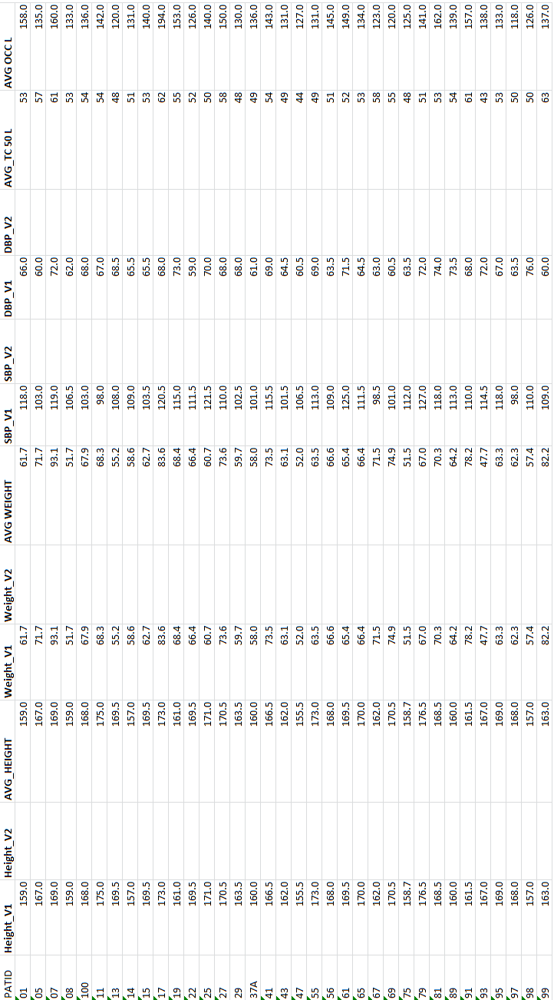 PATID Height_V1 Height_V2 AVG_HEIGHT Weight_V1 Weight_V2 AVG WEIGHT SBP_V1 SBP_V2 DBP_V1 DBP_V2 AVG_TC 50 L AVG OCC L
01 159.0 159.0 61.7 61.7 118.0 66.0 53 158.0
05 167.0 167.0 71.7 71.7 103.0 60.0 57 135.0
07 169.0 169.0 93.1 93.1 119.0 72.0 61 160.0
08 159.0 159.0 51.7 51.7 106.5 62.0 53 133.0
100 168.0 168.0 67.9 67.9 103.0 68.0 54 136.0
11 175.0 175.0 68.3 68.3 98.0 67.0 54 142.0
13 169.5 169.5 55.2 55.2 108.0 68.5 48 120.0
14 157.0 157.0 58.6 58.6 109.0 65.5 51 131.0
15 169.5 169.5 62.7 62.7 103.5 65.5 53 140.0
17 173.0 173.0 83.6 83.6 120.5 68.0 62 194.0
19 161.0 161.0 68.4 68.4 115.0 73.0 55 153.0
22 169.5 169.5 66.4 66.4 111.5 59.0 52 126.0
25 171.0 171.0 60.7 60.7 121.5 70.0 50 140.0
27 170.5 170.5 73.6 73.6 110.0 68.0 58 150.0
29 163.5 163.5 59.7 59.7 102.5 68.0 48 130.0
37A 160.0 160.0 58.0 58.0 101.0 61.0 49 136.0
41 166.5 166.5 73.5 73.5 115.5 69.0 54 143.0
43 162.0 162.0 63.1 63.1 101.5 64.5 49 131.0
47 155.5 155.5 52.0 52.0 106.5 60.5 44 127.0
55 173.0 173.0 63.5 63.5 113.0 69.0 49 131.0
56 168.0 168.0 66.6 66.6 109.0 63.5 51 145.0
61 169.5 169.5 65.4 65.4 125.0 71.5 52 149.0
65 170.0 170.0 66.4 66.4 111.5 64.5 53 134.0
67 162.0 162.0 71.5 71.5 98.5 63.0 58 123.0
69 170.5 170.5 74.9 74.9 101.0 60.5 55 120.0
75 158.7 158.7 51.5 51.5 112.0 63.5 48 125.0
79 176.5 176.5 67.0 67.0 127.0 72.0 51 141.0
81 168.5 168.5 70.3 70.3 118.0 74.0 53 162.0
89 160.0 160.0 64.2 64.2 113.0 73.5 54 139.0
91 161.5 161.5 78.2 78.2 110.0 68.0 61 157.0
93 167.0 167.0 47.7 47.7 114.5 72.0 43 138.0
95 169.0 169.0 63.3 63.3 118.0 67.0 53 133.0
97 168.0 168.0 62.3 62.3 98.0 63.5 50 118.0
98 157.0 157.0 57.4 57.4 110.0 76.0 50 126.0
99 163.0 163.0 82.2 82.2 109.0 60.0 63 137.0